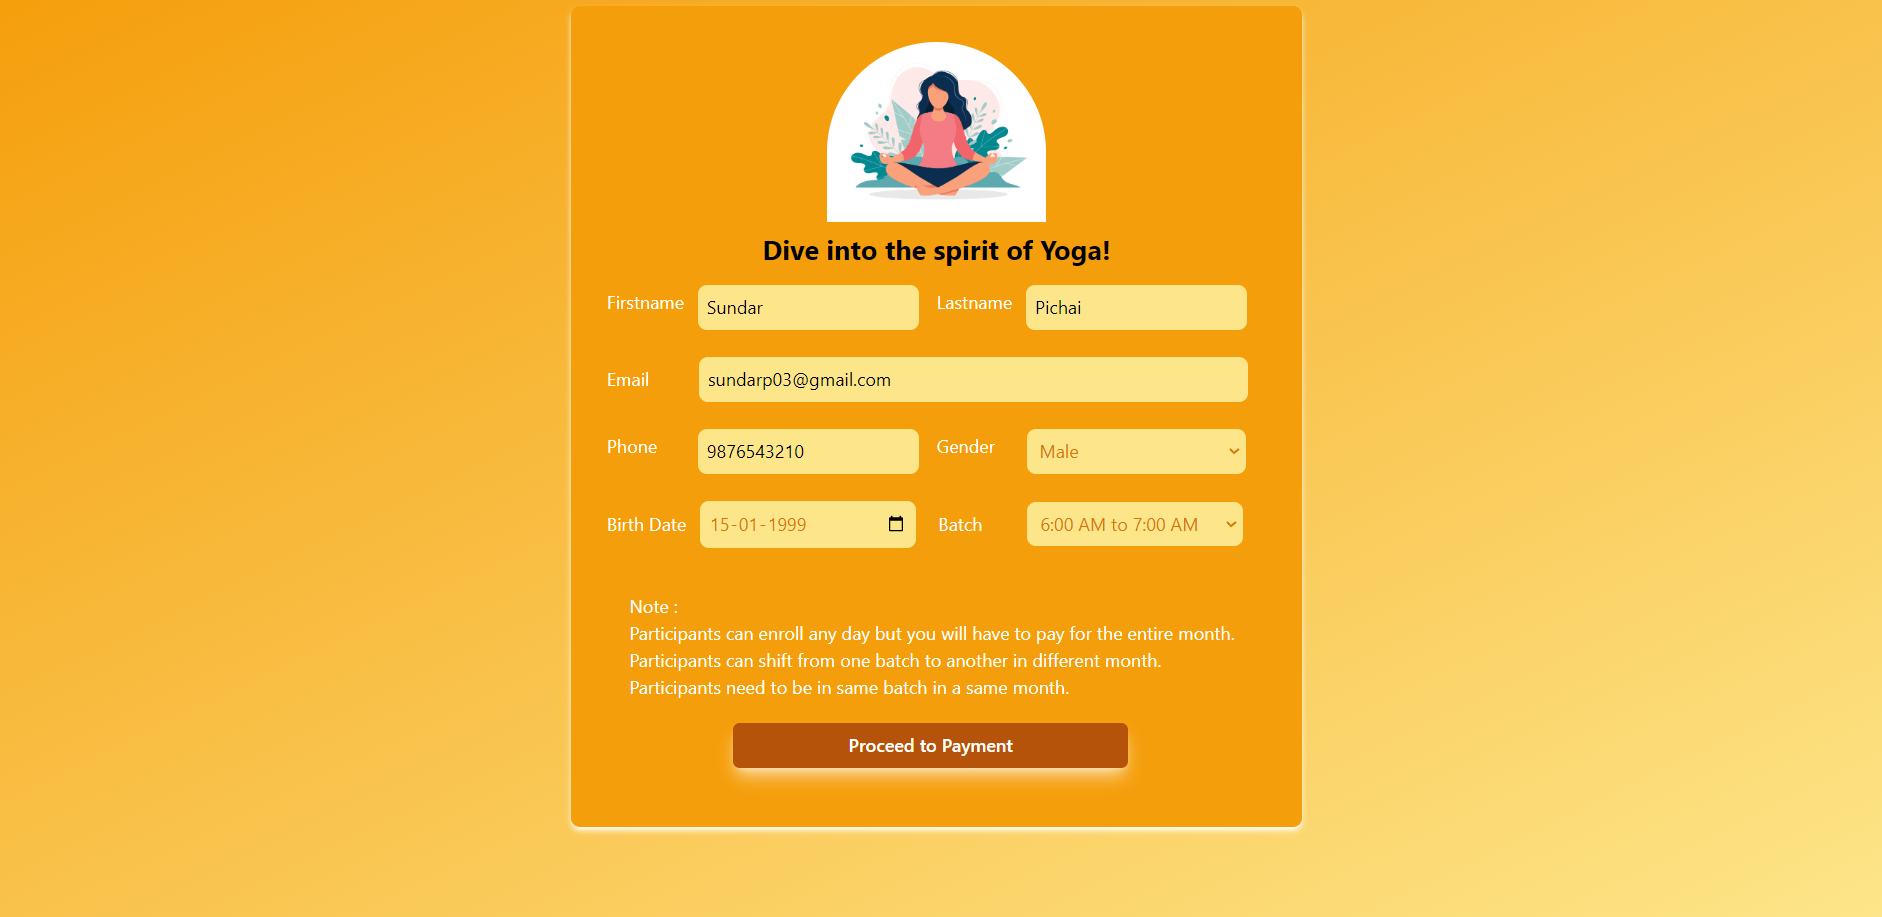 Dive into the spirit of Yoga!
Firstname Sundar Lastname Pichai
Email sundarp03@gmail.com
Phone 9876543210 Gender Male
Birth Date 15-01-1999 Batch 6:00 AM to 7:00 AM
Note :
Participants can enroll any day but you will have to pay for the entire month.
Participants can shift from one batch to another in different month.
Participants need to be in same batch in a same month.
Proceed to Payment